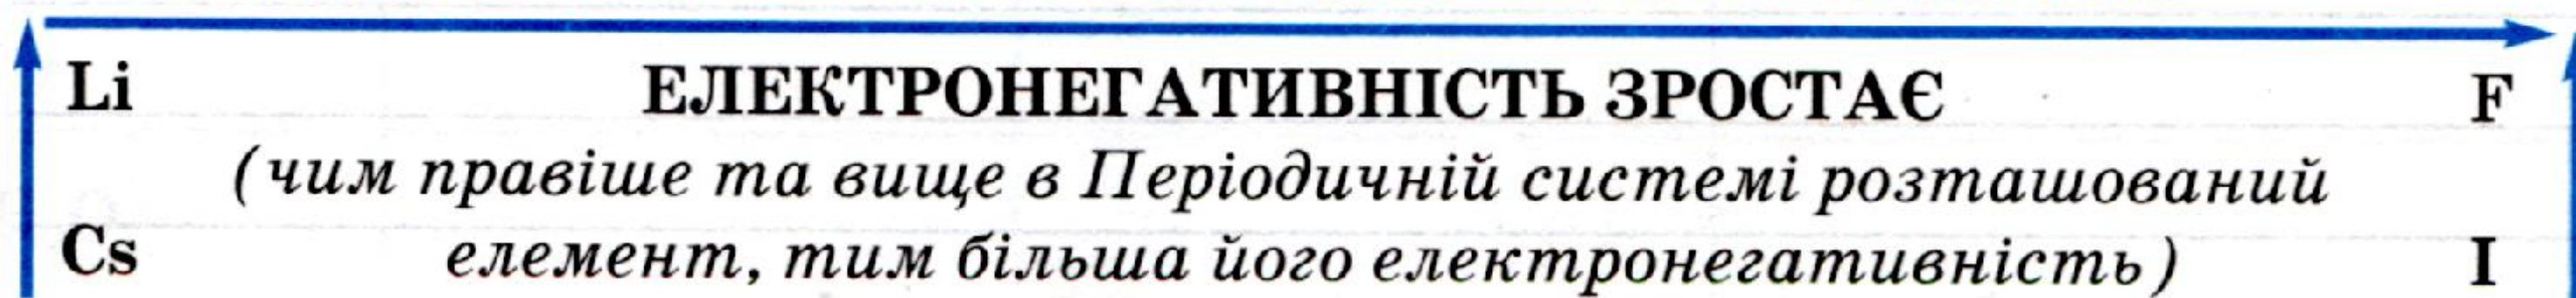 Li ЕЛЕКТРОНЕГАТИВНІСТЬ ЗРОСТАЄ F
(чим правіше та вище в Періодичній системі розташований
Cs елемент, тим більша його електронегативність) I